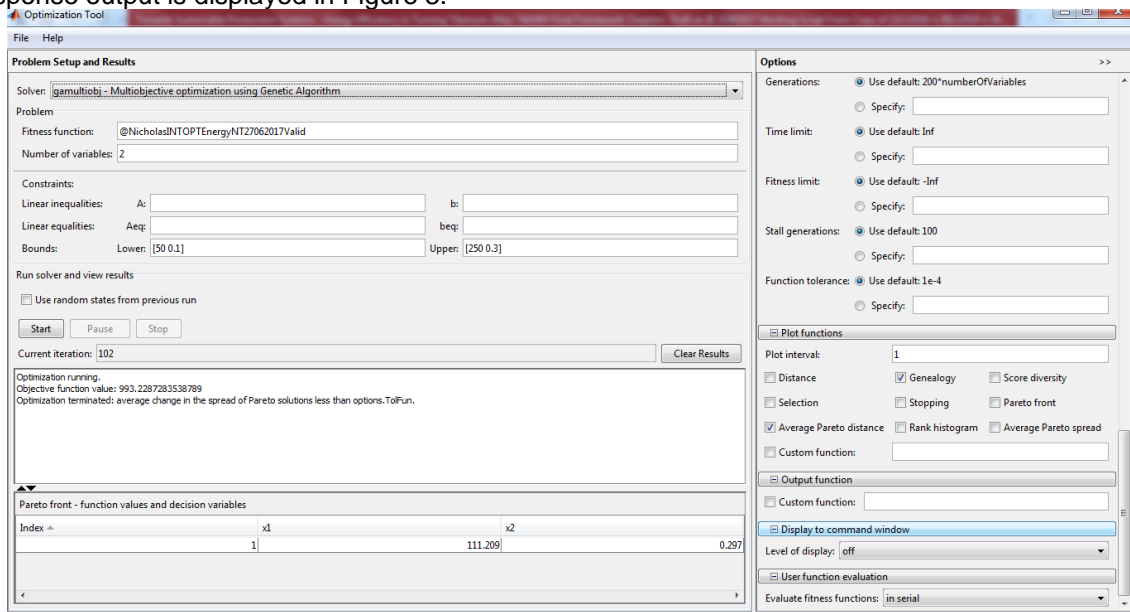 sponse output is displayed in Figure
Optimization Tool
File Help
Problem Setup and Results
Solver: gamultiobj - Multiobjective optimization using Genetic Algorithm
Problem
Fitness function: @NicholasINTOPTEnergyNT27062017Valid
Number of variables: 2
Constraints:
Linear inequalities: A: b:
Linear equalities: Aeq: beq:
Bounds: Lower: [50 0.1] Upper: [250 0.3]
Run solver and view results
Use random states from previous run
Start Pause Stop
Current iteration: 102 Clear Results
Optimization running.
Objective function value: 993.2287283538789
Optimization terminated: average change in the spread of Pareto solutions less than options.TolFun.
Pareto front - function values and decision variables
Index x1 x2
1 111.209 0.297
Options >>
Generations: Use default: 200*numberOfVariables
Specify:
Time limit: Use default: Inf
Specify:
Fitness limit: Use default: -Inf
Specify:
Stall generations: Use default: 100
Specify:
Function tolerance: Use default: 1e-4
Specify:
Plot functions
Plot interval: 1
Distance Genealogy Score diversity
Selection Stopping Pareto front
Average Pareto distance Rank histogram Average Pareto spread
Custom function:
Output function
Custom function:
Display to command window
Level of display: off
User function evaluation
Evaluate fitness functions: in serial